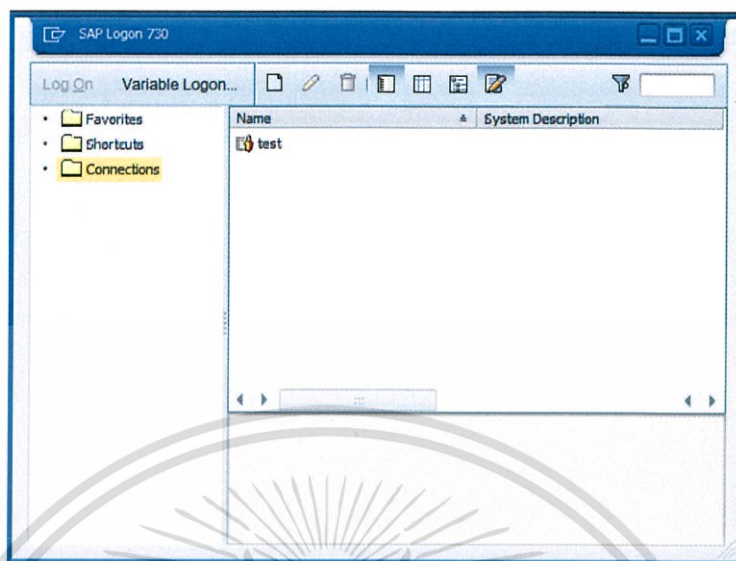 SAP Logon 730
Log On Variable Logon...
Favorites
Shortcuts
Connections
Name System Description
test